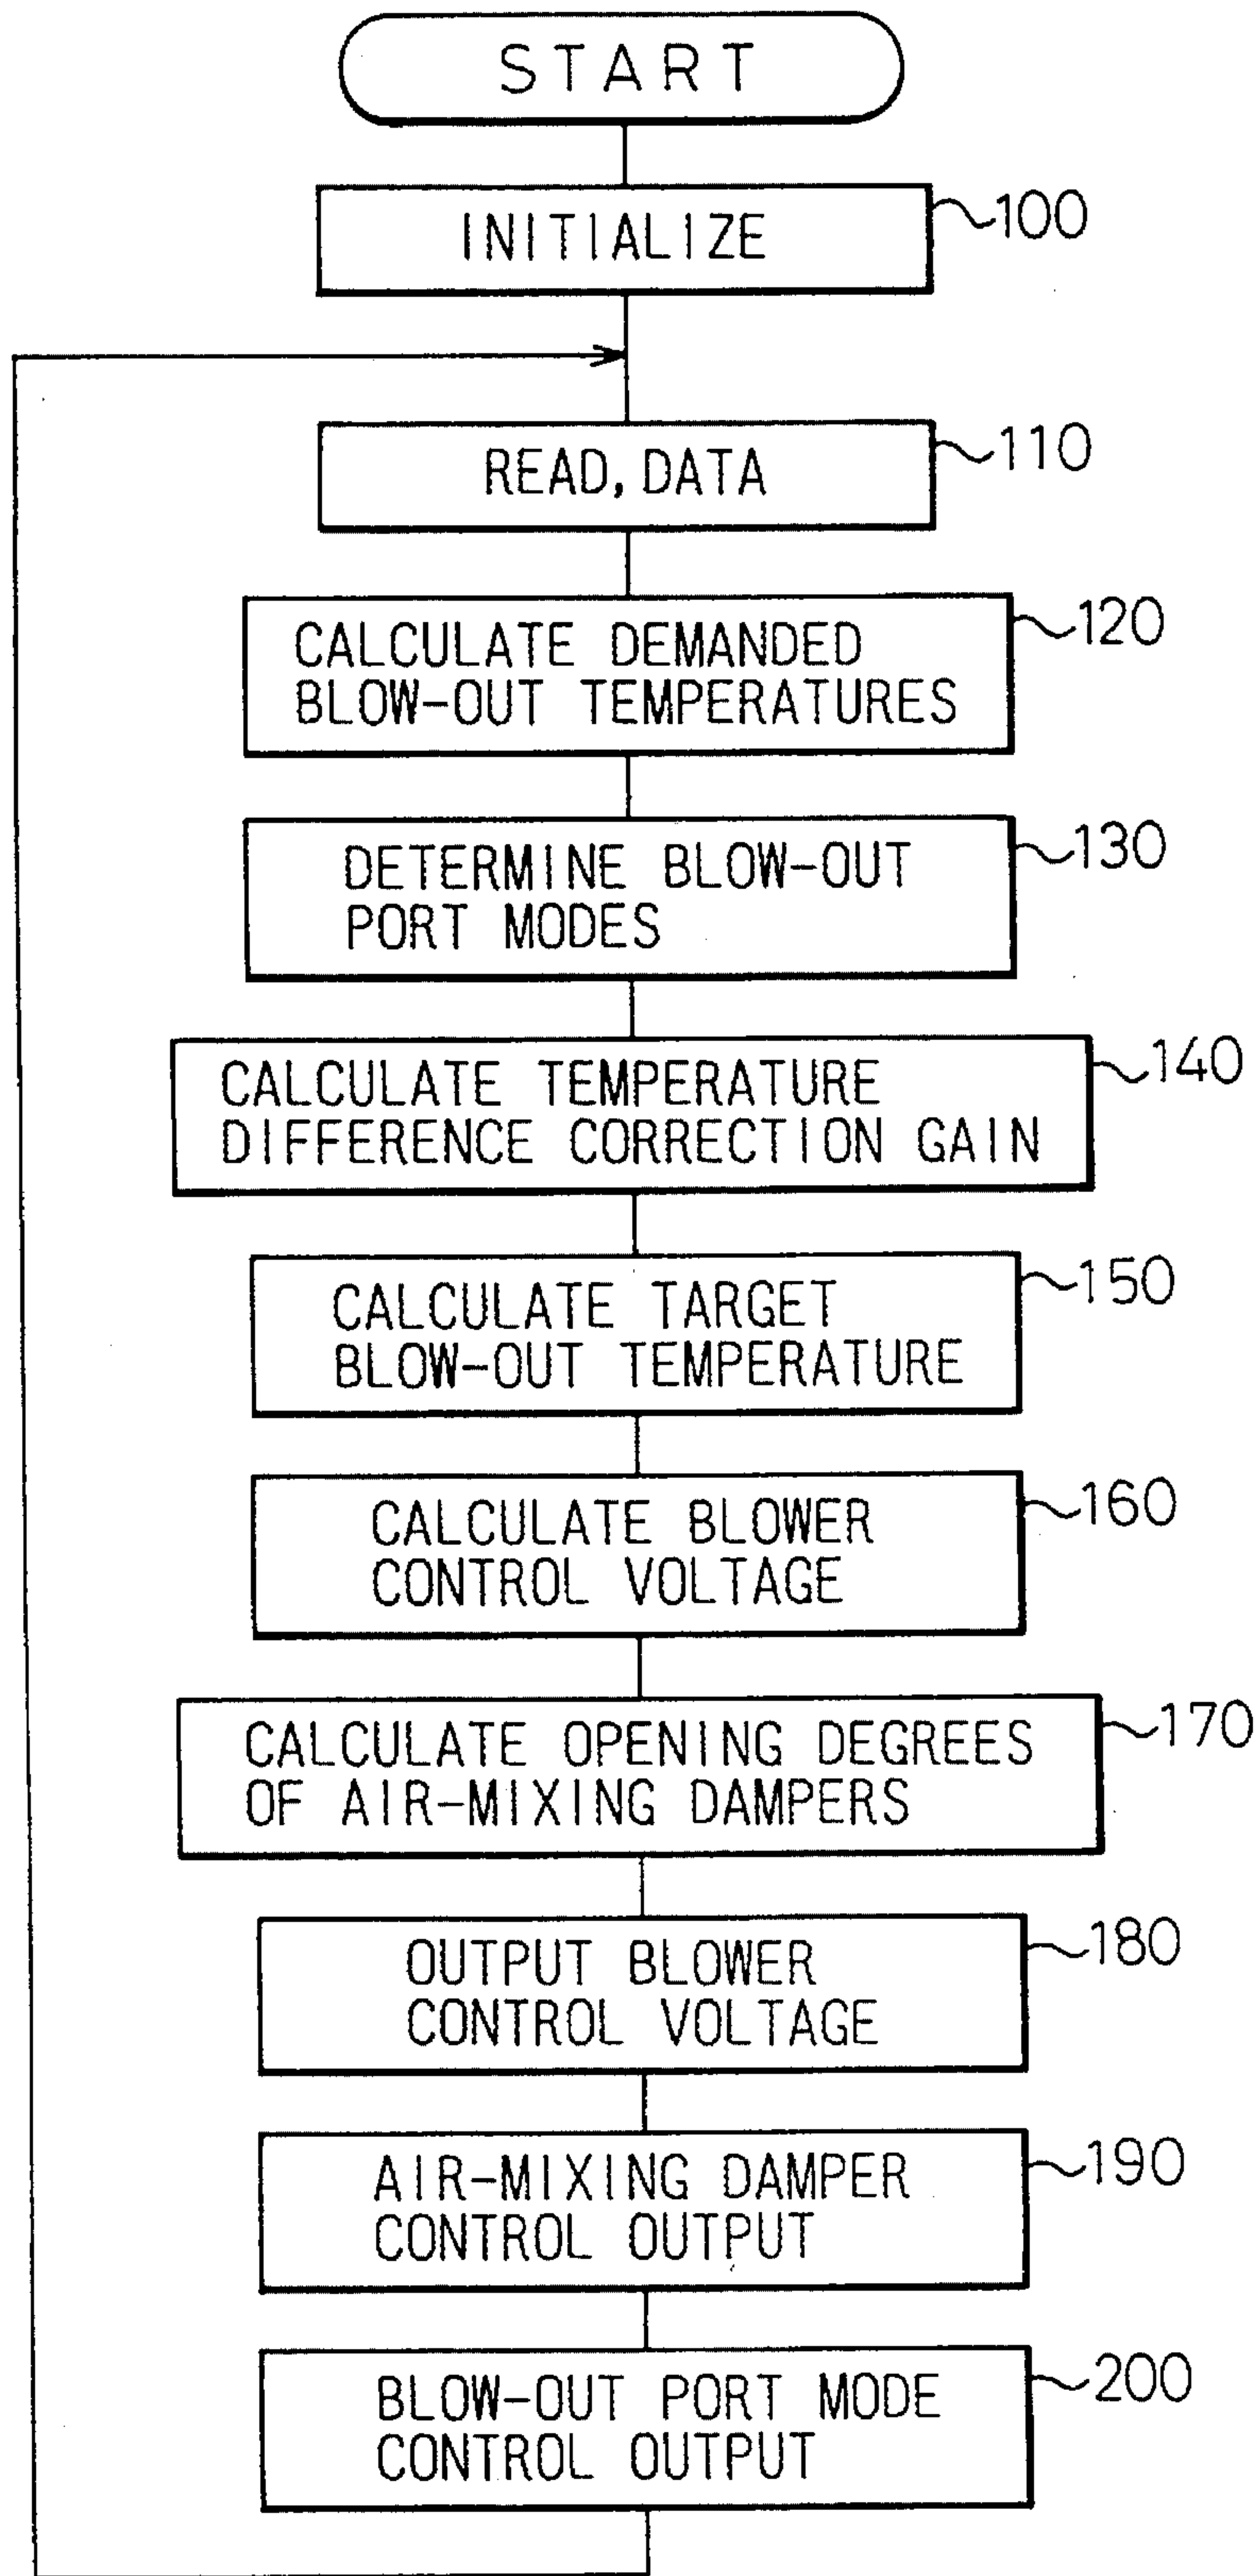 START
INITIALIZE
100
READ, DATA
110
CALCULATE DEMANDED
BLOW-OUT TEMPERATURES
120
DETERMINE BLOW-OUT
PORT MODES
130
CALCULATE TEMPERATURE
DIFFERENCE CORRECTION GAIN
140
CALCULATE TARGET
BLOW-OUT TEMPERATURE
150
CALCULATE BLOWER
CONTROL VOLTAGE
160
CALCULATE OPENING DEGREES
OF AIR-MIXING DAMPERS
170
OUTPUT BLOWER
CONTROL VOLTAGE
180
AIR-MIXING DAMPER
CONTROL OUTPUT
190
BLOW-OUT PORT MODE
CONTROL OUTPUT
200